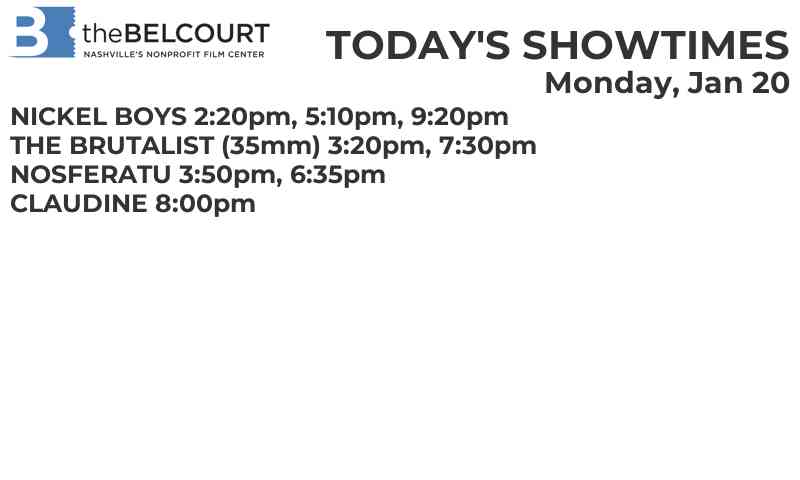 B theBELCOURT
NASHVILLE'S NONPROFIT FILM CENTER
TODAY'S SHOWTIMES
Monday, Jan 20
NICKEL BOYS 2:20pm, 5:10pm, 9:20pm
THE BRUTALIST (35mm) 3:20pm, 7:30pm
NOSFERATU 3:50pm, 6:35pm
CLAUDINE 8:00pm